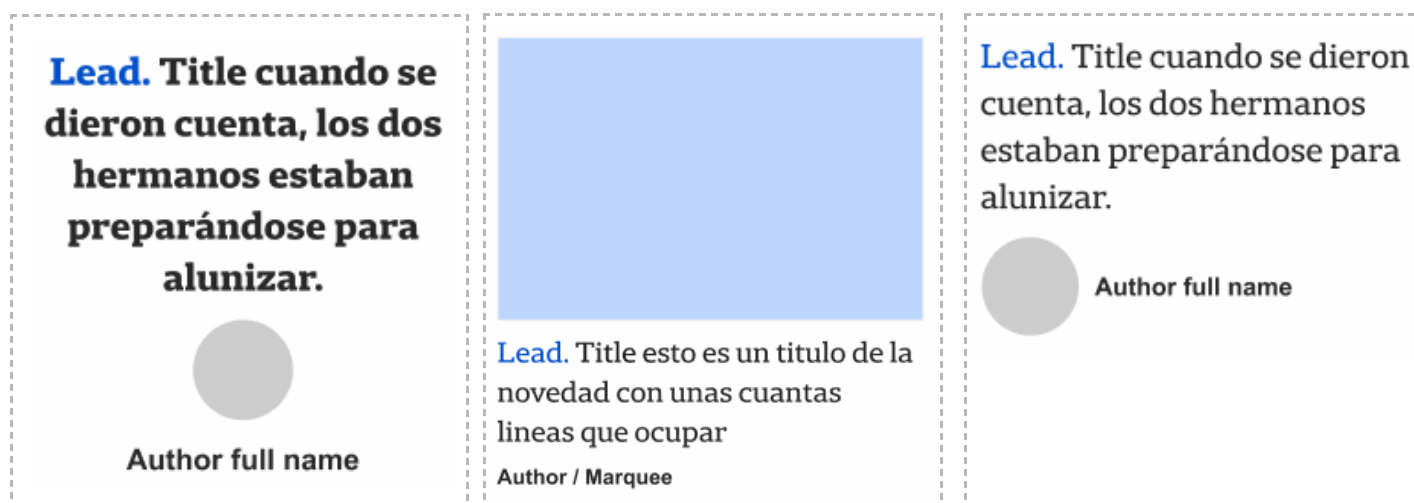 Lead. Title cuando se
dieron cuenta, los dos
hermanos estaban
preparándose para
alunizar.
Author full name
Lead. Title esto es un titulo de la
novedad con unas cuantas
lineas que ocupar
Author / Marquee
Lead. Title cuando se dieron
cuenta, los dos hermanos
estaban preparándose para
alunizar.
Author full name